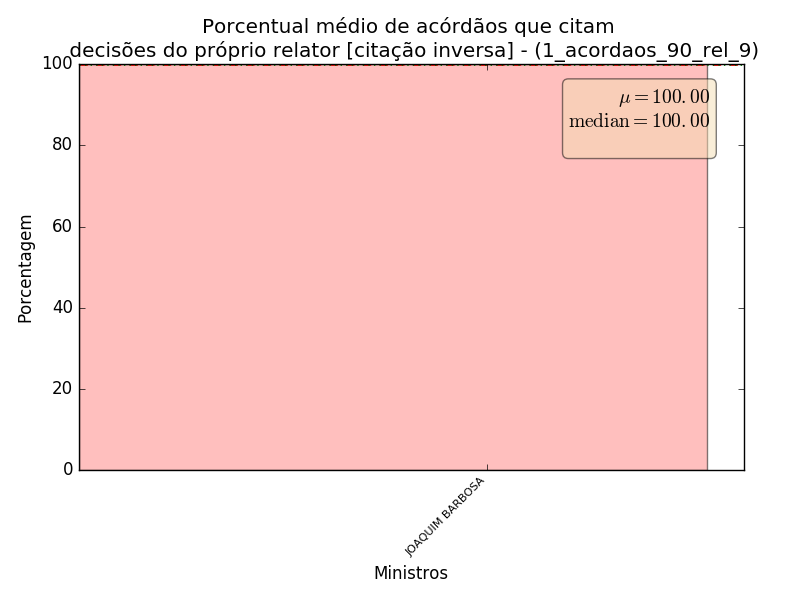 Porcentual médio de acórdãos que citam
decisões do próprio relator [citação inversa] - (1_acordaos_90_rel_9)
100
80
60
40
20
0
Porcentagem
μ = 100.00
median = 100.00
JOAQUIM BARBOSA
Ministros